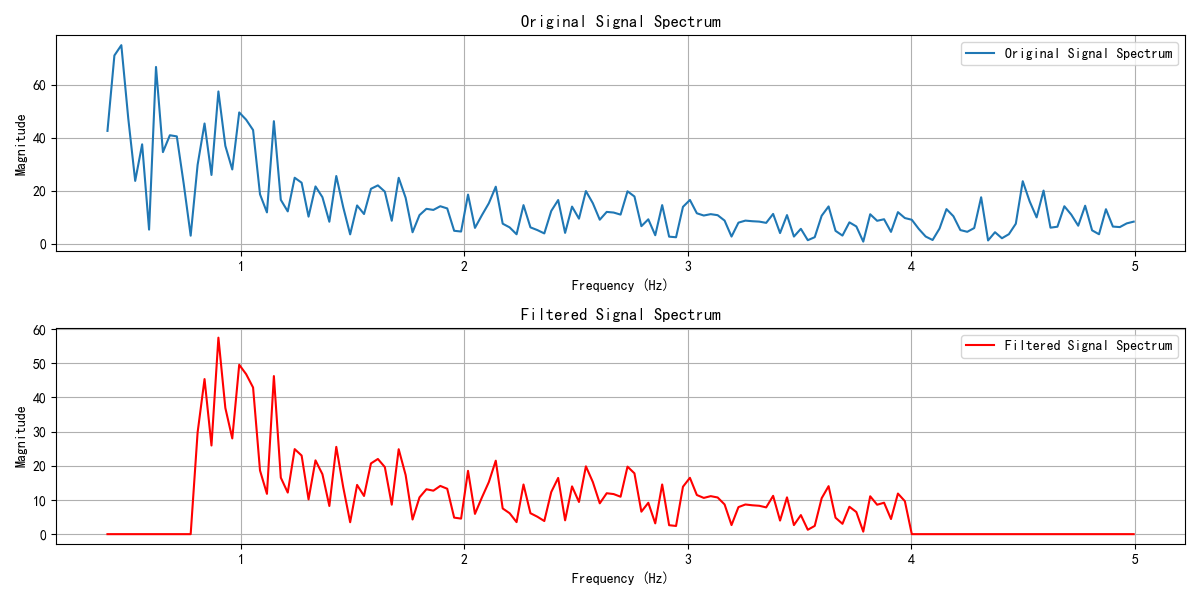 Original Signal Spectrum
Original Signal Spectrum
60
40
20
0
Magnitude
1 2 3 4 5
Frequency (Hz)
Filtered Signal Spectrum
Filtered Signal Spectrum
60
50
40
30
20
10
0
Magnitude
1 2 3 4 5
Frequency (Hz)